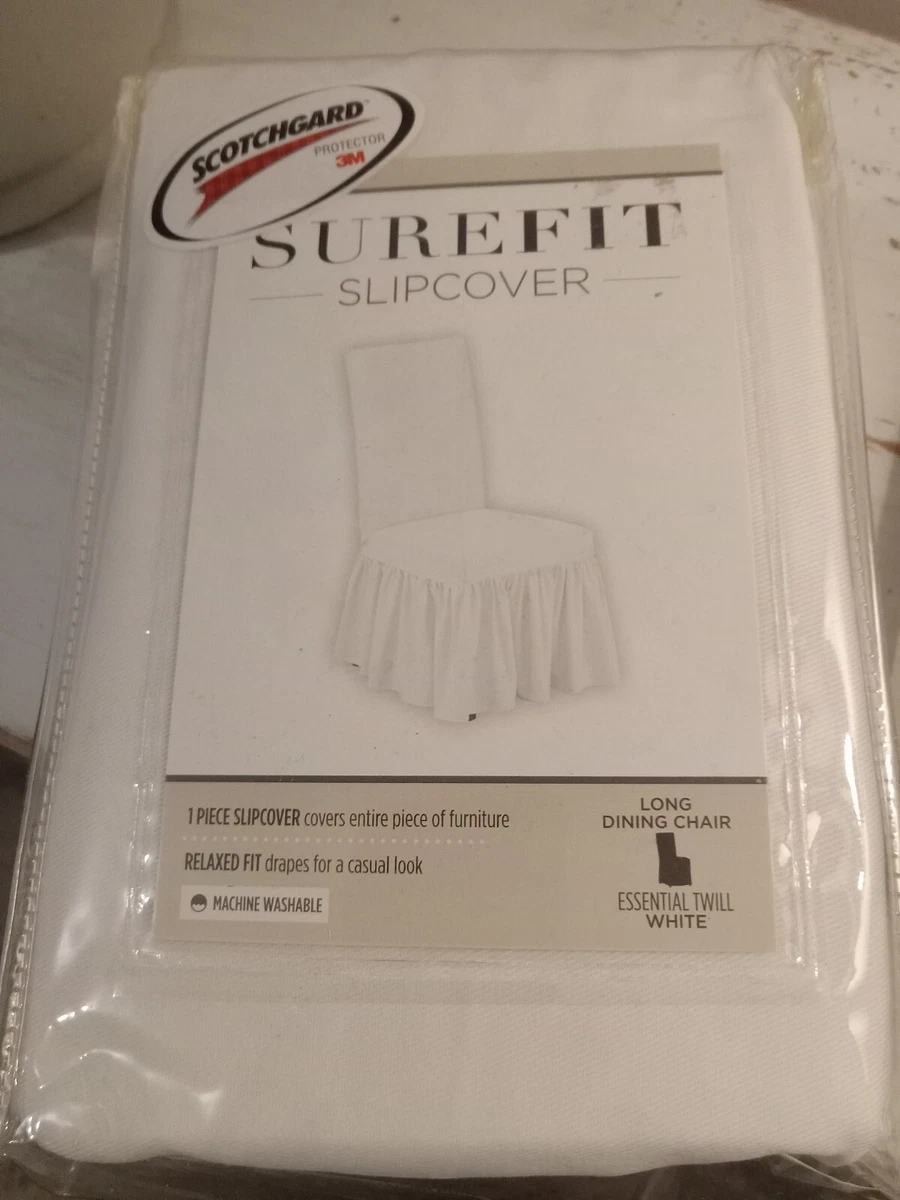 SCOTCHGARD™
PROTECTOR
3M
SUREFIT
SLIPCOVER
1 PIECE SLIPCOVER covers entire piece of furniture
RELAXED FIT drapes for a casual look
MACHINE WASHABLE
LONG
DINING CHAIR
ESSENTIAL TWILL
WHITE